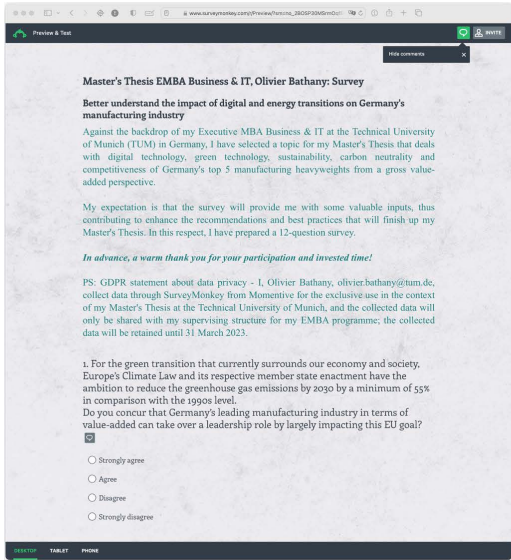 www.surveymonkey.com/r/Preview/?sm=
Preview & Test
INVITE
Hide comments
Master's Thesis EMBA Business & IT, Olivier Bathany: Survey
Better understand the impact of digital and energy transitions on Germany's
manufacturing industry
Against the backdrop of my Executive MBA Business & IT at the Technical University
of Munich (TUM) in Germany, I have selected a topic for my Master's Thesis that deals
with digital technology, green technology, sustainability, carbon neutrality and
competitiveness of Germany's top 5 manufacturing heavyweights from a gross value-
added perspective.
My expectation is that the survey will provide me with some valuable inputs, thus
contributing to enhance the recommendations and best practices that will finish up my
Master's Thesis. In this respect, I have prepared a 12-question survey.
In advance, a warm thank you for your participation and invested time!
PS: GDPR statement about data privacy - I, Olivier Bathany, olivier.bathany@tum.de,
collect data through SurveyMonkey from Momentive for the exclusive use in the context
of my Master's Thesis at the Technical University of Munich, and the collected data will
only be shared with my supervising structure for my EMBA programme; the collected
data will be retained until 31 March 2023.
1. For the green transition that currently surrounds our economy and society,
Europe's Climate Law and its respective member state enactment have the
ambition to reduce the greenhouse gas emissions by 2030 by a minimum of 55%
in comparison with the 1990s level.
Do you concur that Germany's leading manufacturing industry in terms of
value-added can take over a leadership role by largely impacting this EU goal?
Strongly agree
Agree
Disagree
Strongly disagree
DESKTOP TABLET PHONE